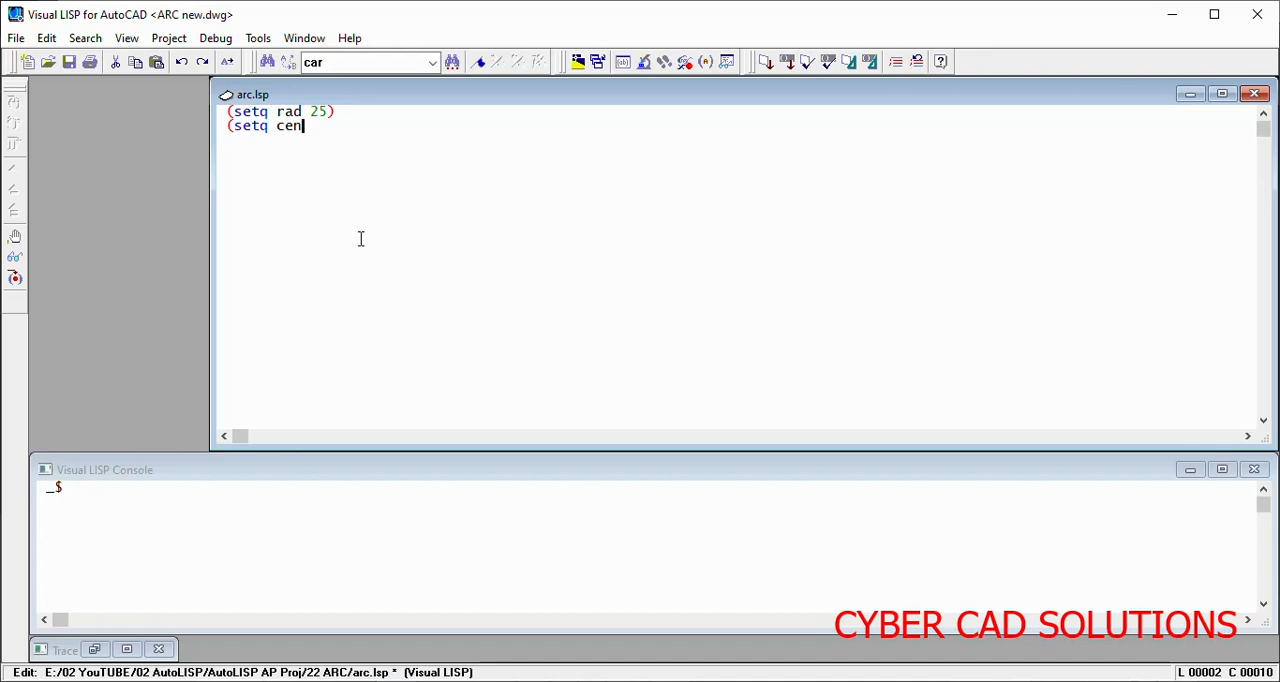 Visual LISP for AutoCAD <ARC new.dwg>
File Edit Search View Project Debug Tools Window Help
car
arc.lsp
(setq rad 25)
(setq cen
Visual LISP Console
_$
CYBER CAD SOLUTIONS
Trace
Edit: E:/02 YouTUBE/02 AutoLISP/AutoLISP AP Proj/22 ARC/arc.lsp * (Visual LISP) L 00002 C 00010